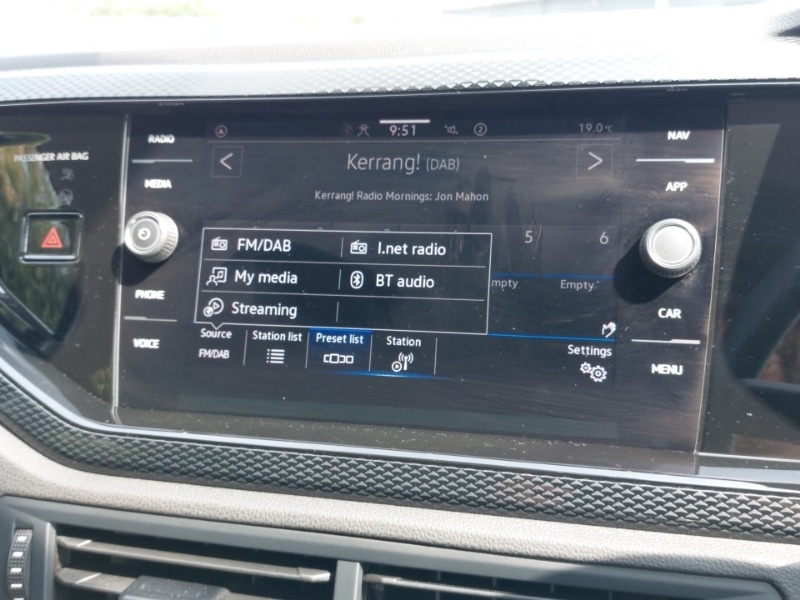 RADIO
9:51
2
19.0°C
NAV
PASSENGER AIR BAG
Kerrang! (DAB)
MEDIA
APP
Kerrang! Radio Mornings: Jon Mahon
FM/DAB
I.net radio
5
6
My media
BT audio
Empty
PHONE
Streaming
CAR
Source
Station list
Preset list
Station
FM/DAB
Settings
VOICE
MENU